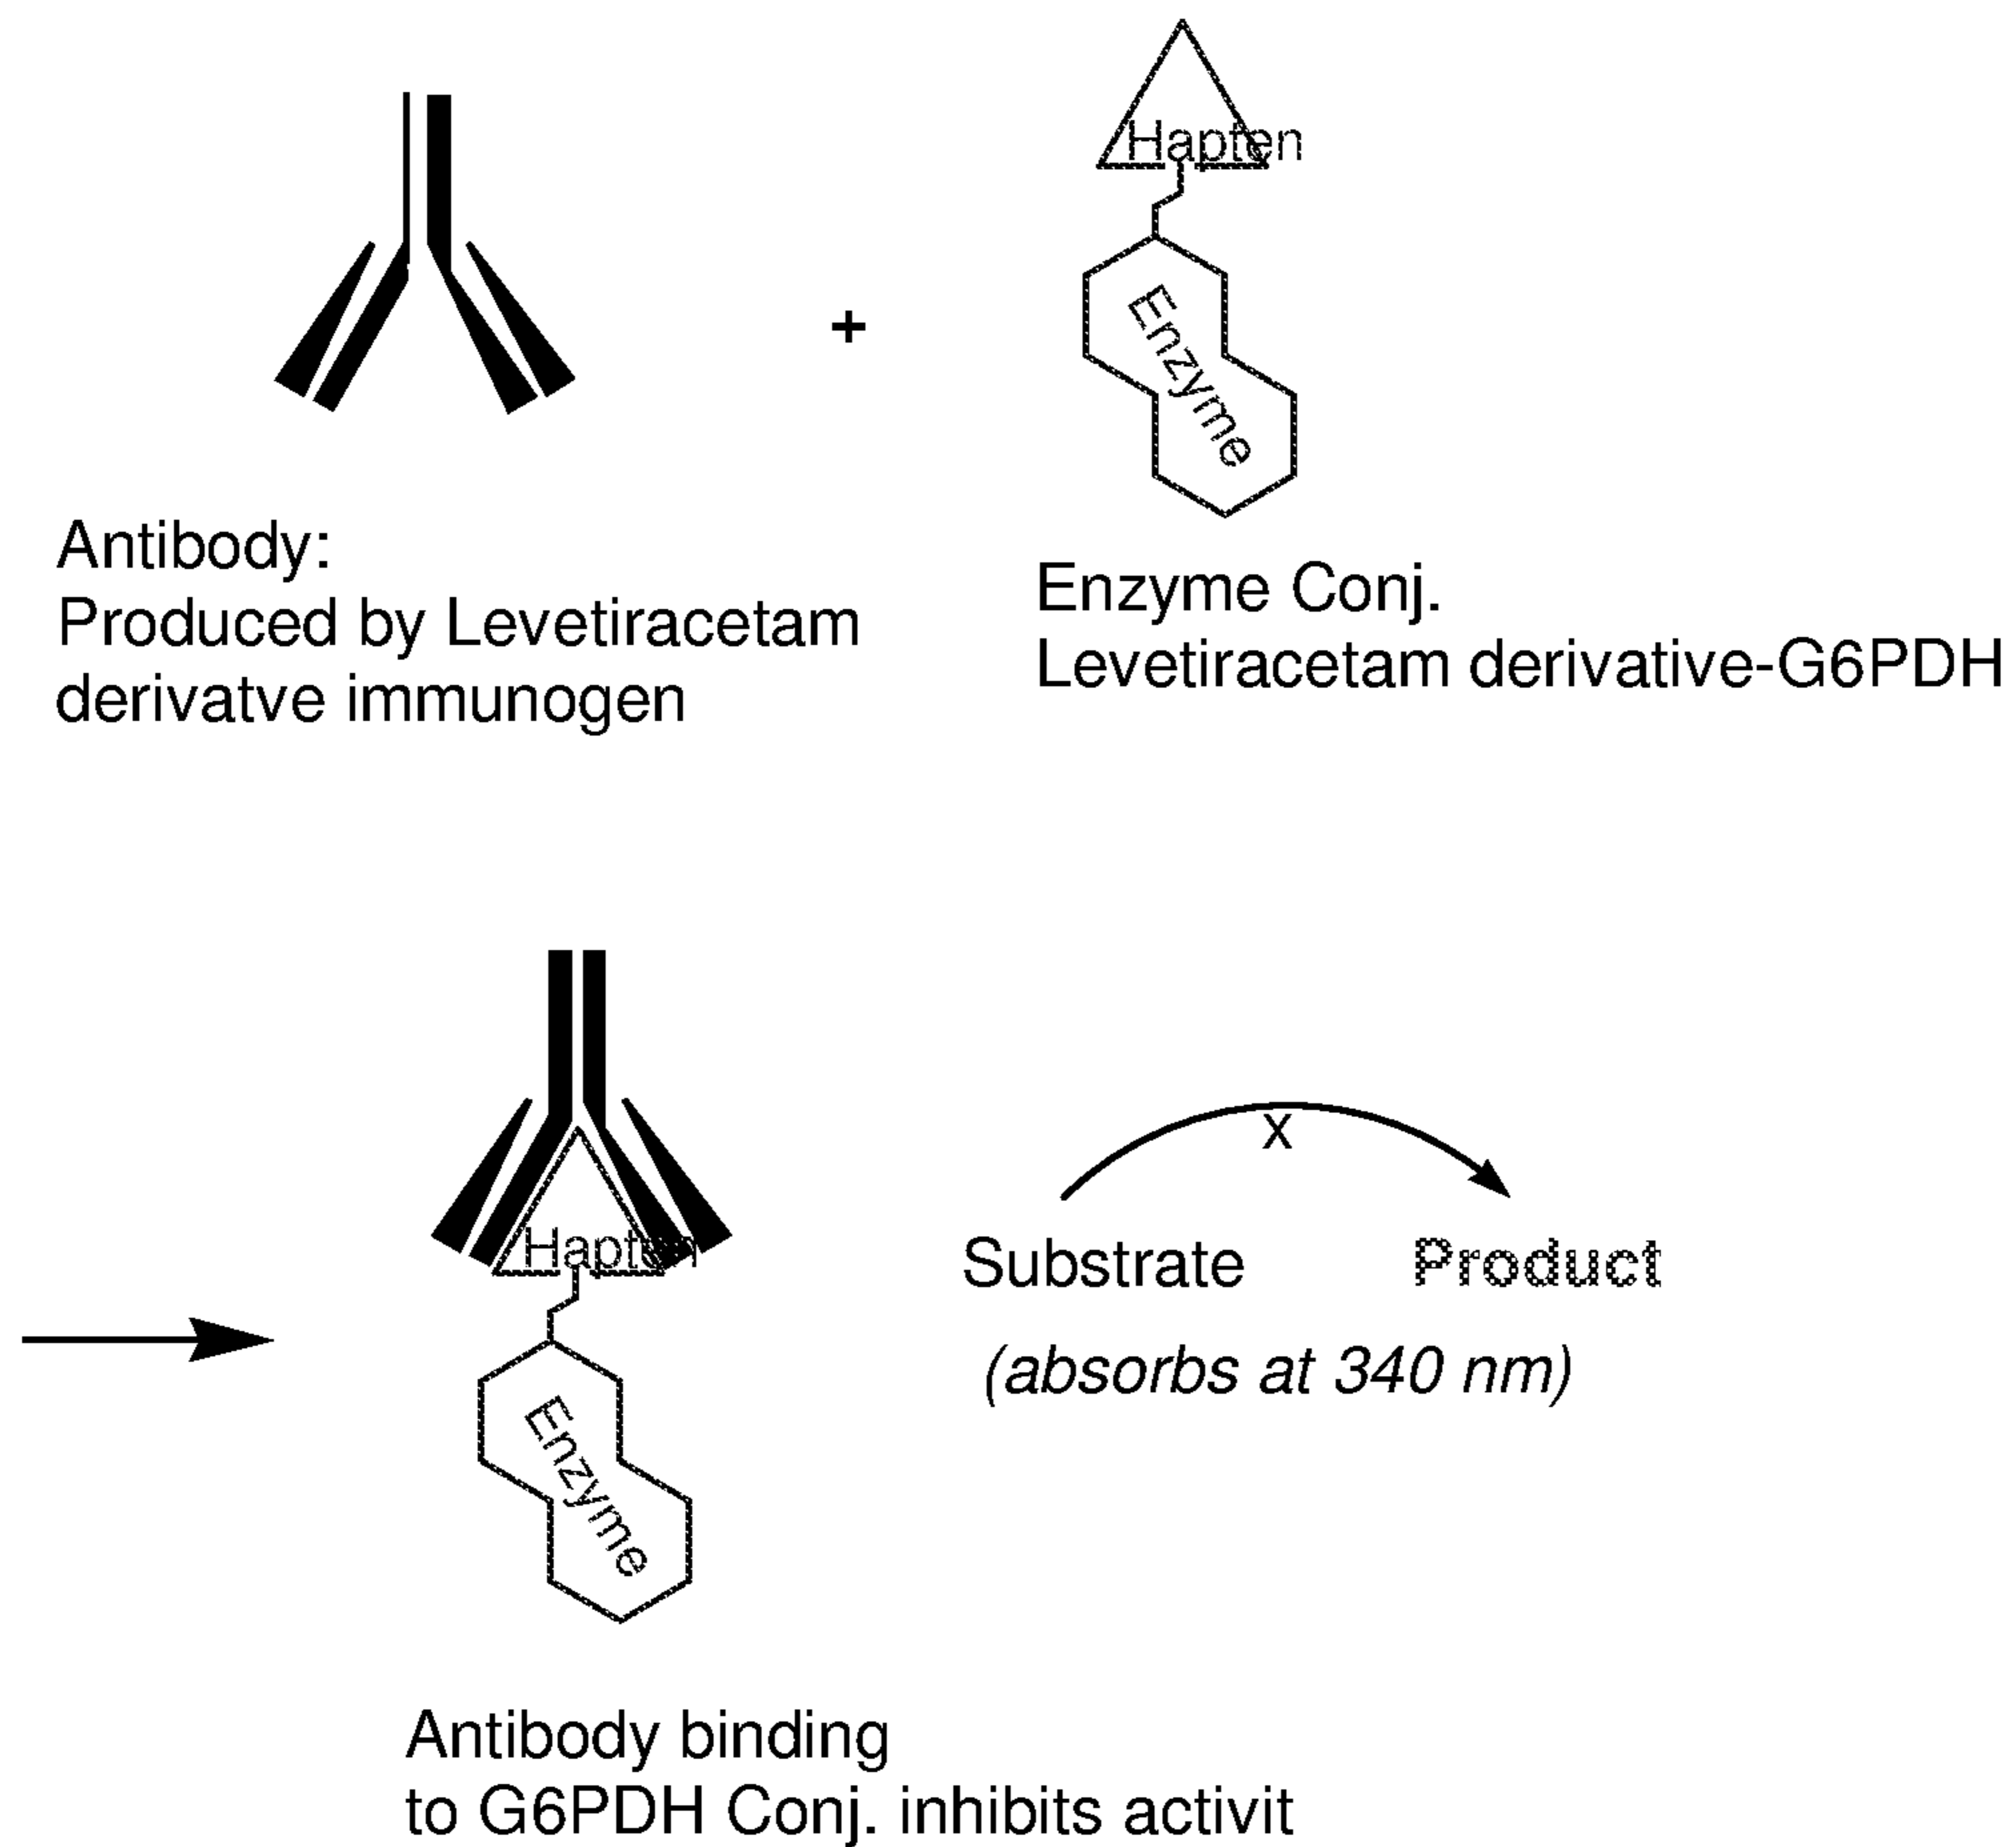 Hapten
Enzyme
+
Antibody:
Produced by Levetiracetam
derivatve immunogen
Enzyme Conj.
Levetiracetam derivative-G6PDH
Hapten
Enzyme
x
Substrate
Product
(absorbs at 340 nm)
Antibody binding
to G6PDH Conj. inhibits activit